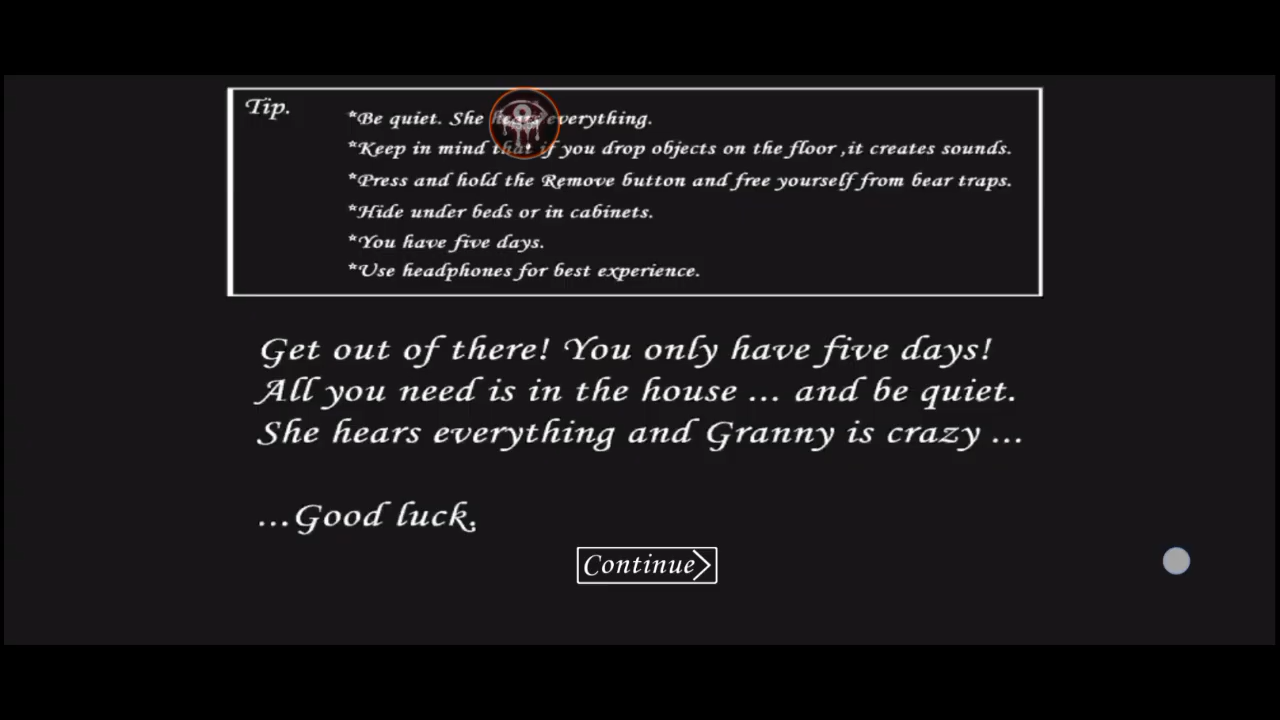 Tip.
*Be quiet. She hears everything.
*Keep in mind that if you drop objects on the floor ,it creates sounds.
*Press and hold the Remove button and free yourself from bear traps.
*Hide under beds or in cabinets.
*You have five days.
*Use headphones for best experience.
Get out of there! You only have five days!
All you need is in the house ... and be quiet.
She hears everything and Granny is crazy ...
...Good luck.
Continue